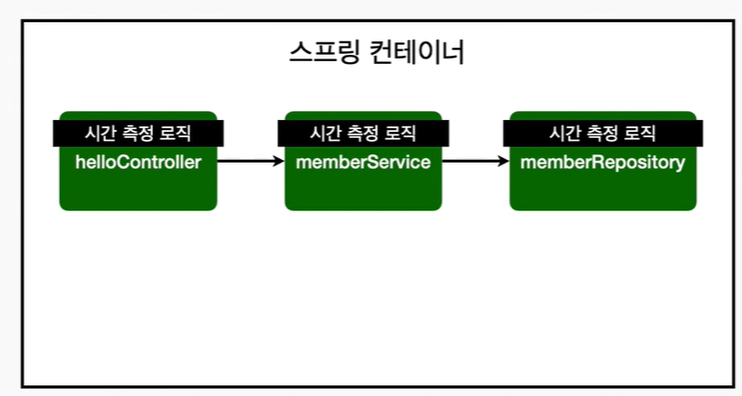 스프링 컨테이너
시간 측정 로직
helloController
시간 측정 로직
memberService
시간 측정 로직
memberRepository